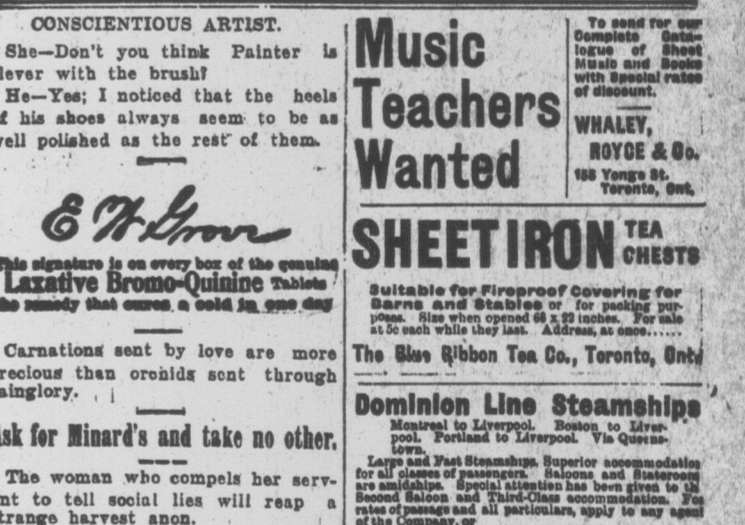 CONSCIENTIOUS ARTIST.
She—Don't you think Painter is
lever with the brush?
He—Yes; I noticed that the heels
f his shoes always seem to be as
ell polished as the rest of them.
E W Grove
This signature is on every box of the genuine
Laxative Bromo-Quinine Tablets
the remedy that cures a cold in one day
Carnations sent by love are more
recious than orchids sent through
ainglory.
sk for Minard's and take no other.
The woman who compels her serv-
nt to tell social lies will reap a
trange harvest anon.
Music
Teachers
Wanted
To send for our
Complete Cata-
logue of Sheet
Music and Books
with Special rates
of discount.
WHALEY,
ROYCE & Co.
158 Yonge St.
Toronto, Ont.
SHEET IRON TEA
CHESTS
Suitable for Fireproof Covering for
Barns and Stables or for packing pur-
poses. Size when opened 66 x 22 inches. For sale
at 5c each while they last. Address, at once......
The Blue Ribbon Tea Co., Toronto, Ont
Dominion Line Steamships
Montreal to Liverpool. Boston to Liver-
pool. Portland to Liverpool. Via Queens-
town.
Large and Fast Steamships. Superior accommodation
for all classes of passengers. Saloons and Staterooms
are amidships. Special attention has been given to th
Second Saloon and Third-Class accommodation. For
rates of passage and all particulars, apply to any agent
of the Company, or